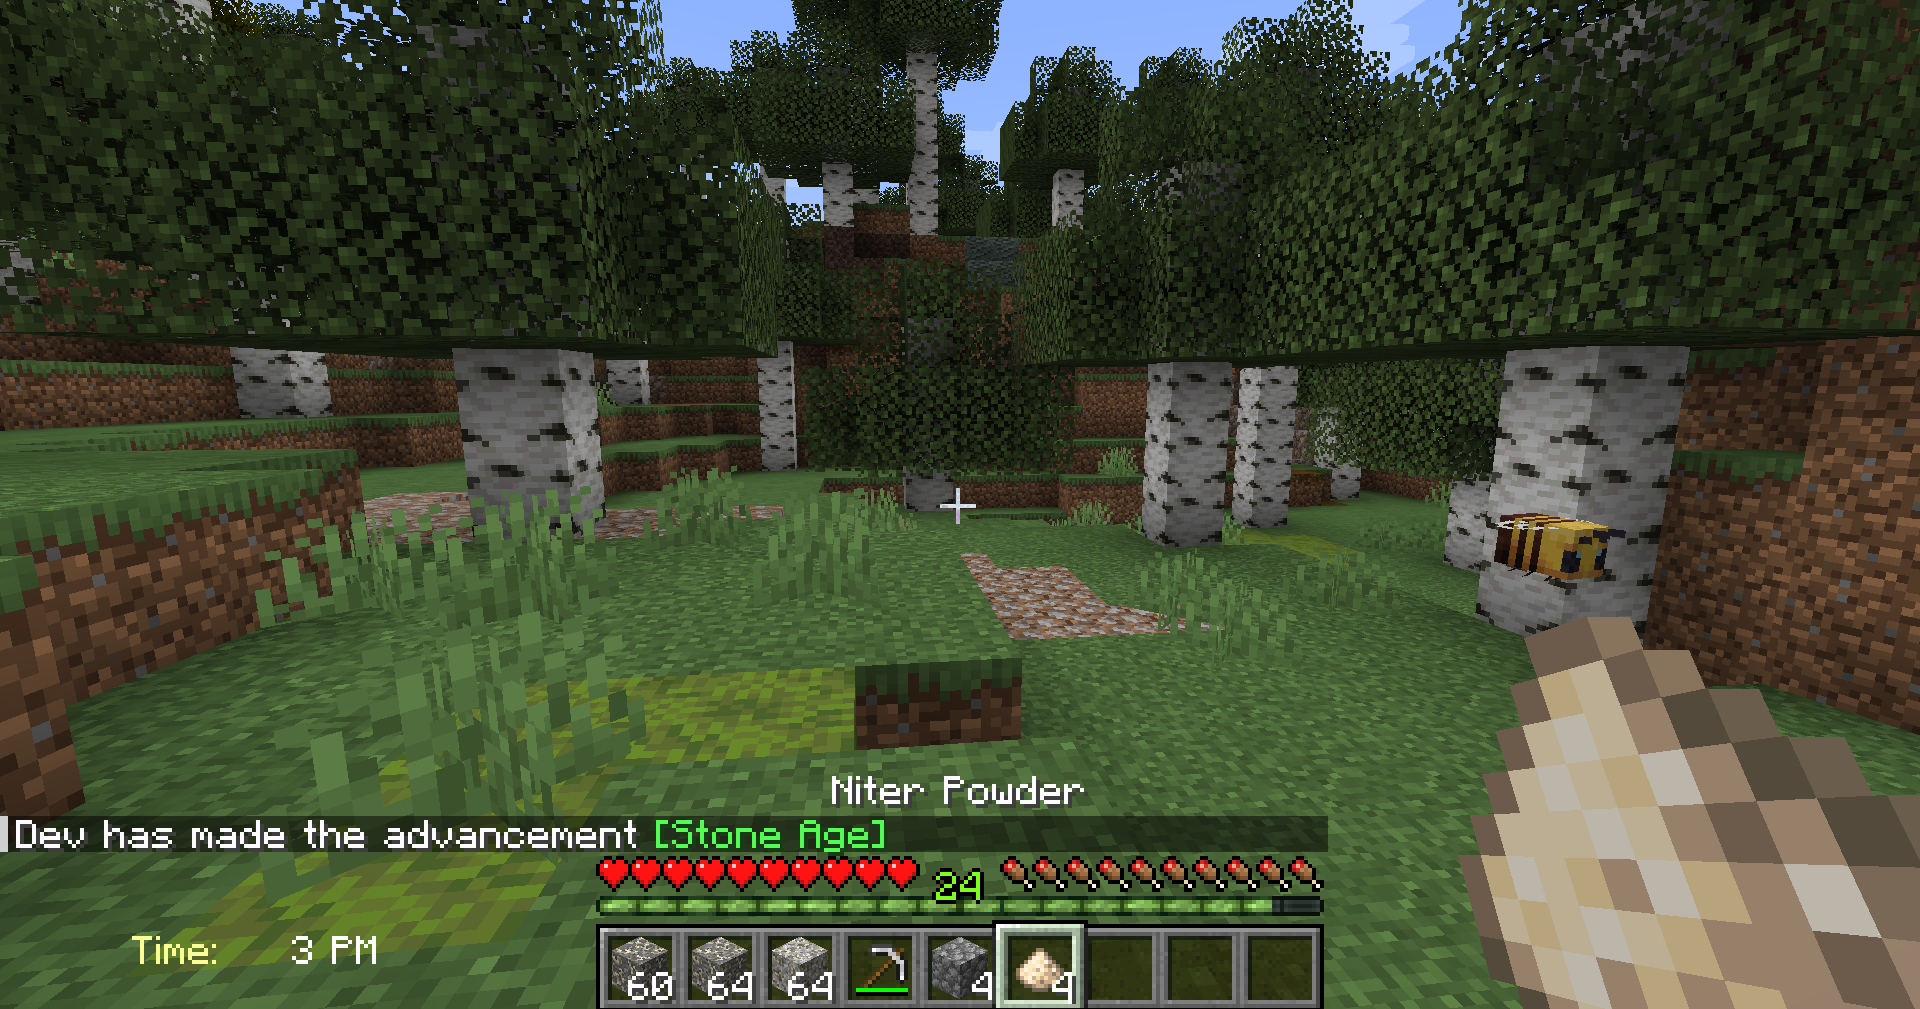 Niter Powder
Dev has made the advancement [Stone Age]
24
Time: 3 PM
60 64 64 4 4